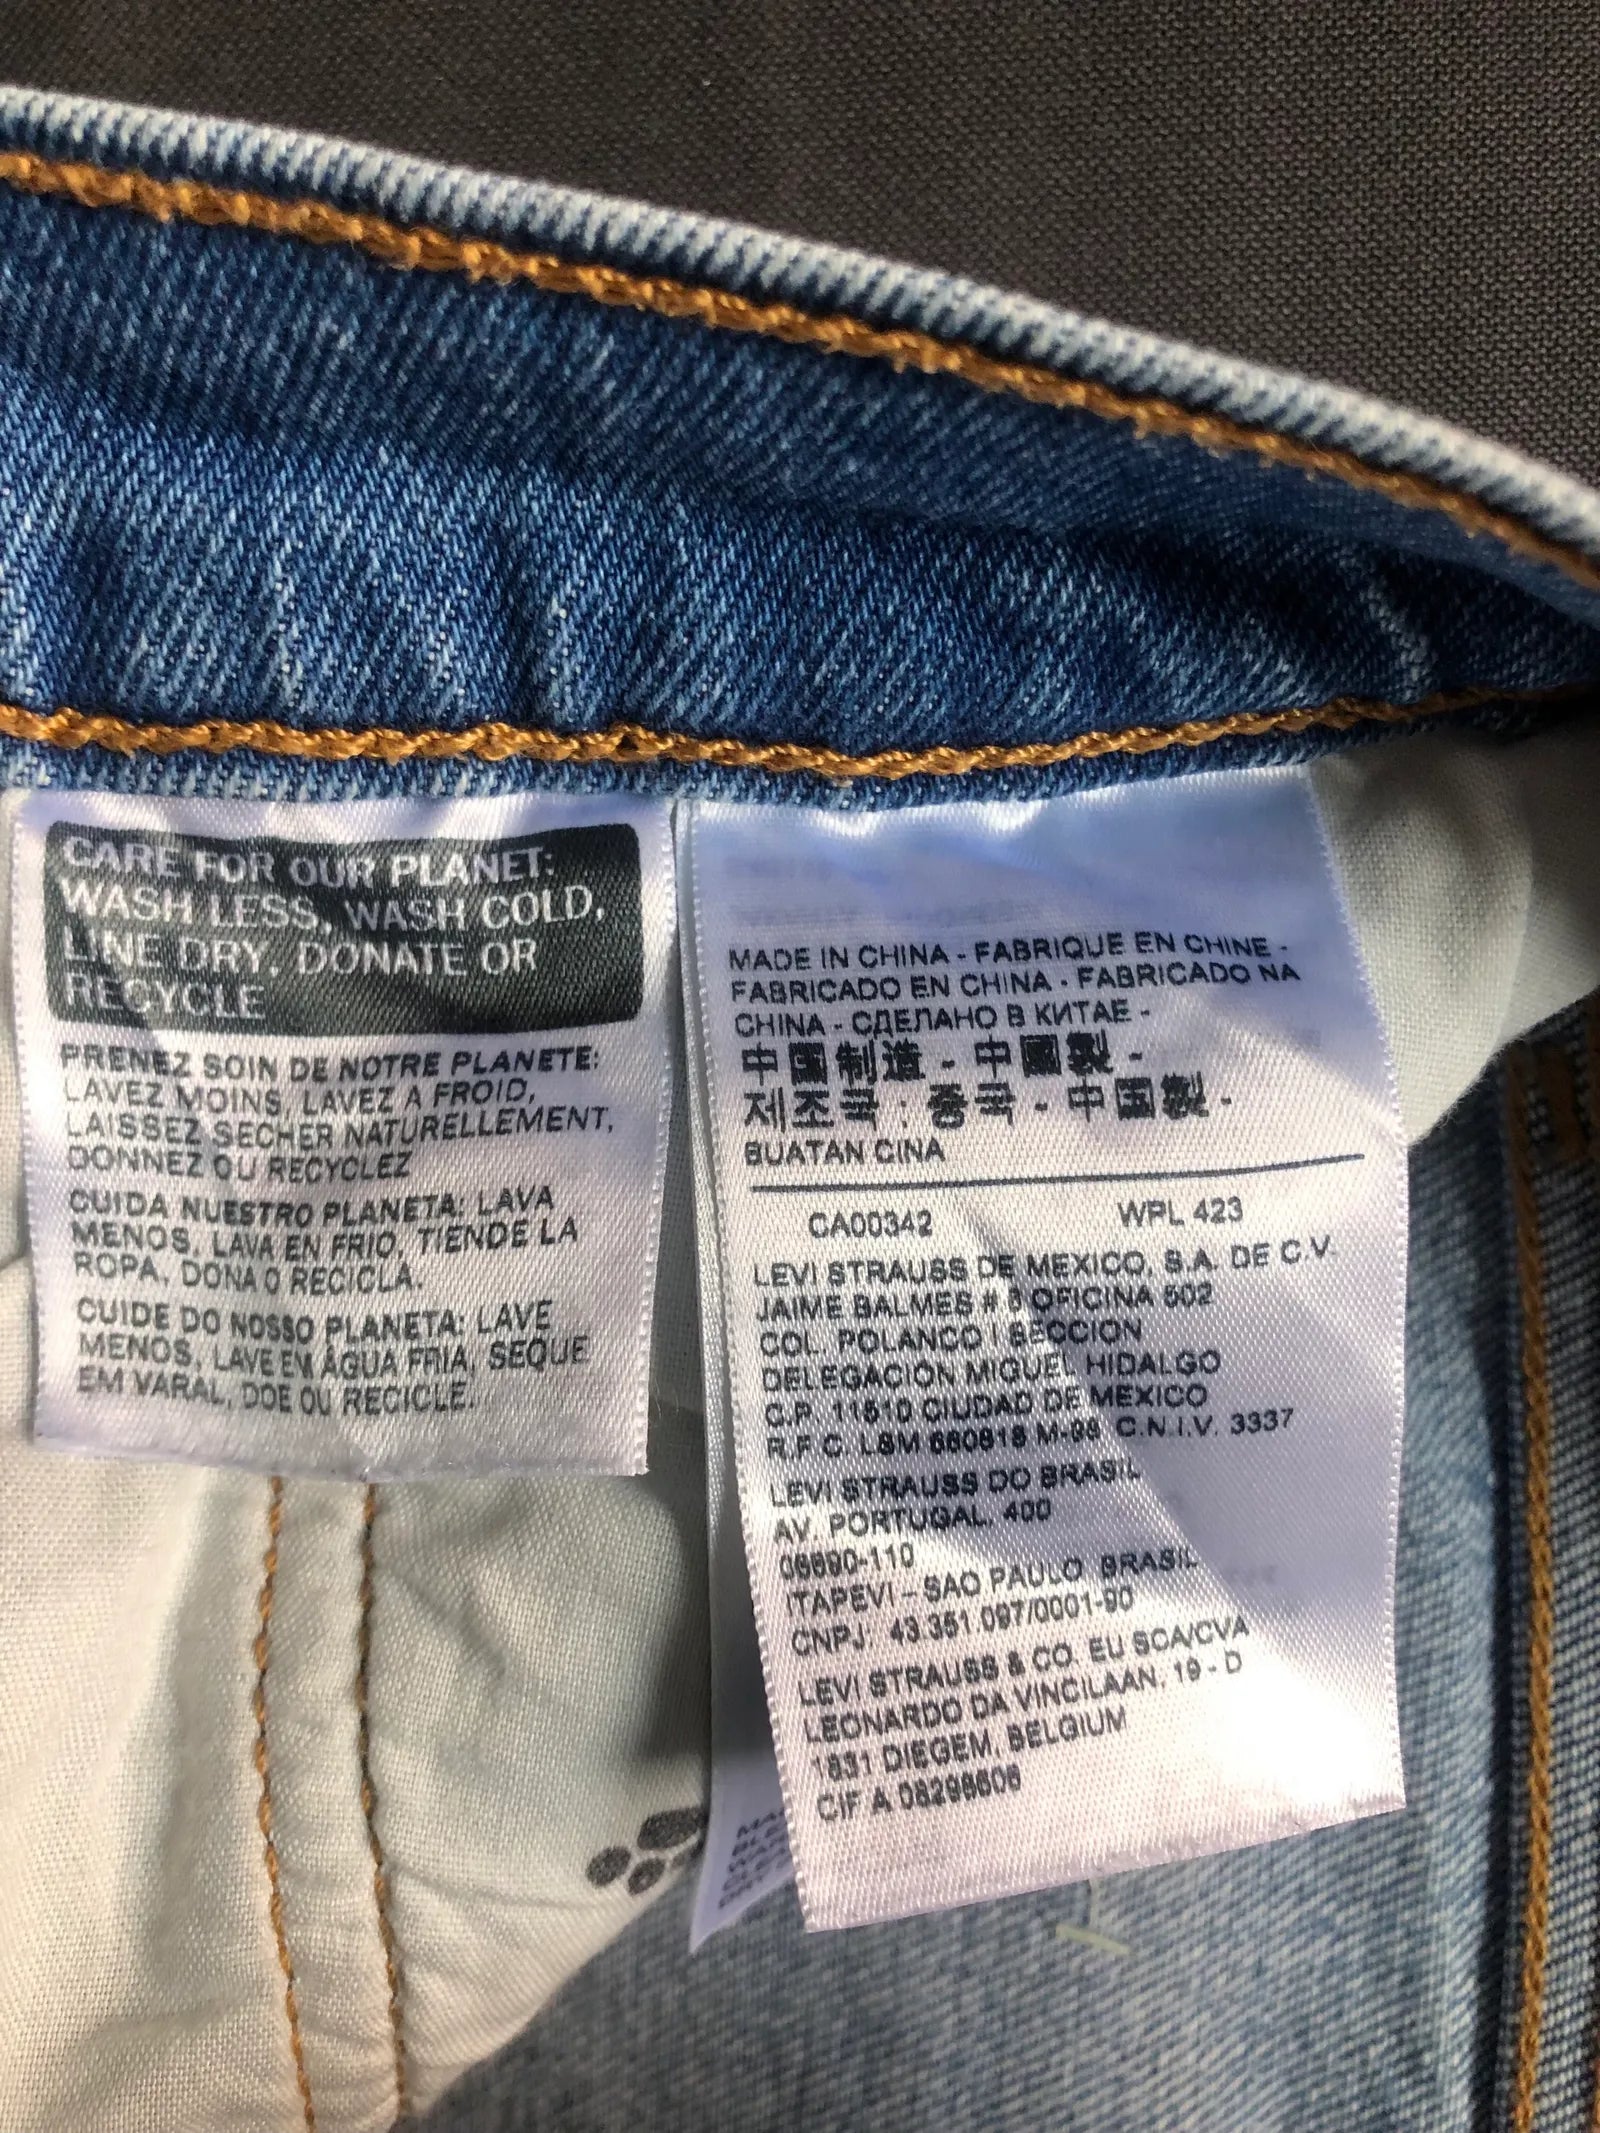 CARE FOR OUR PLANET:
WASH LESS, WASH COLD,
LINE DRY, DONATE OR
RECYCLE
PRENEZ SOIN DE NOTRE PLANETE:
LAVEZ MOINS, LAVEZ A FROID,
LAISSEZ SECHER NATURELLEMENT,
DONNEZ OU RECYCLEZ
CUIDA NUESTRO PLANETA: LAVA
MENOS, LAVA EN FRIO, TIENDE LA
ROPA, DONA O RECICLA.
CUIDE DO NOSSO PLANETA: LAVE
MENOS, LAVE EM ÁGUA FRIA, SEQUE
EM VARAL, DOE OU RECICLE.
MADE IN CHINA - FABRIQUE EN CHINE -
FABRICADO EN CHINA - FABRICADO NA
CHINA - СДЕЛАНО В КИТАЕ -
中国制造 - 中國製 -
제조국 : 중국 - 中国製 -
BUATAN CINA
CA00342 WPL 423
LEVI STRAUSS DE MEXICO, S.A. DE C.V.
JAIME BALMES # 8 OFICINA 502
COL. POLANCO I SECCION
DELEGACIÓN MIGUEL HIDALGO
C.P. 11510 CIUDAD DE MEXICO
R.F.C. LSM 660618 M-98 C.N.I.V. 3337
LEVI STRAUSS DO BRASIL
AV. PORTUGAL, 400
06690-110
ITAPEVI - SAO PAULO BRASIL
CNPJ: 43.351.097/0001-90
LEVI STRAUSS & CO. EU SCA/CVA
LEONARDO DA VINCILAAN, 19 - D
1831 DIEGEM, BELGIUM
CIF A 08296606